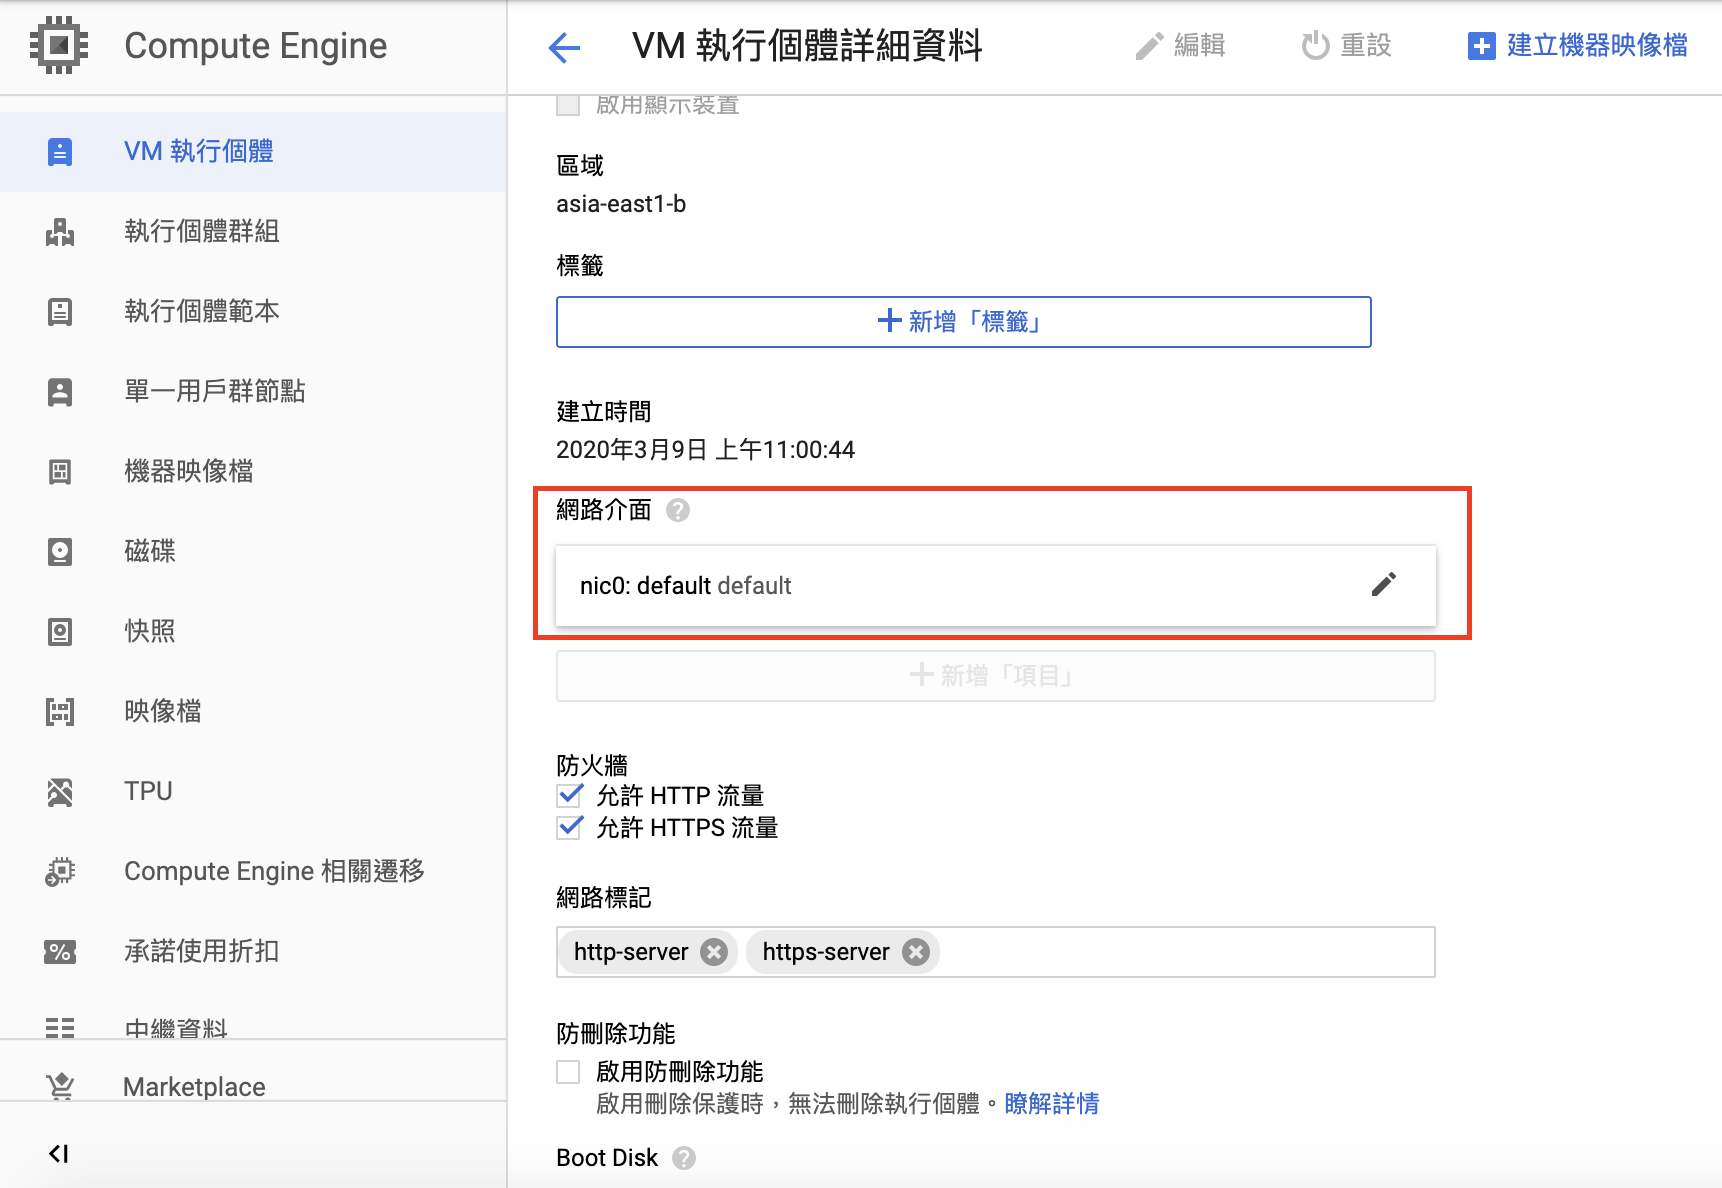 Compute Engine
VM 執行個體詳細資料
編輯
重設
建立機器映像檔
VM 執行個體
執行個體群組
執行個體範本
單一用戶群節點
機器映像檔
磁碟
快照
映像檔
TPU
Compute Engine 相關遷移
承諾使用折扣
中繼資料
Marketplace
啟用顯示裝置
區域
asia-east1-b
標籤
新增「標籤」
建立時間
2020年3月9日 上午11:00:44
網路介面
nic0: default default
新增「項目」
防火牆
允許 HTTP 流量
允許 HTTPS 流量
網路標記
http-server https-server
防刪除功能
啟用防刪除功能
啟用刪除保護時，無法刪除執行個體。瞭解詳情
Boot Disk